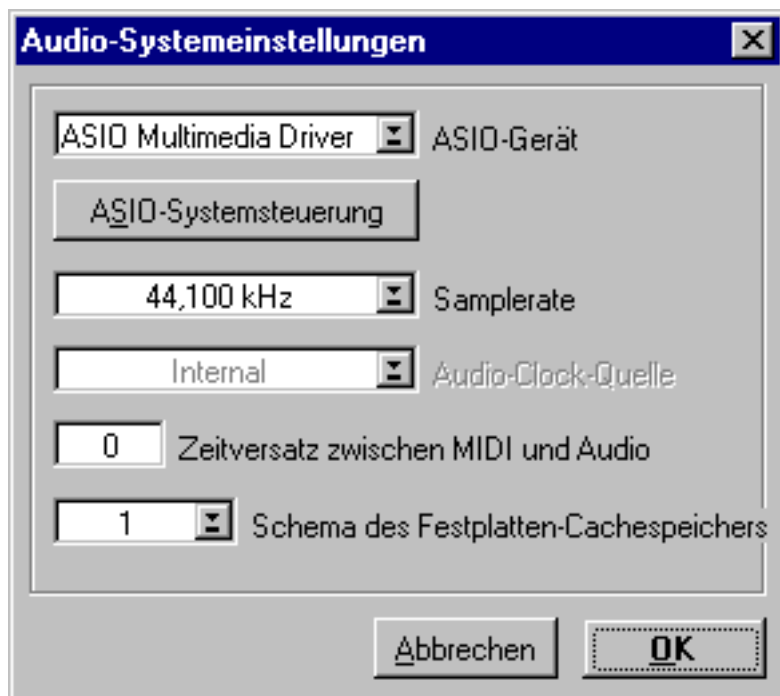 Audio-Systemeinstellungen
ASIO Multimedia Driver ASIO-Gerät
ASIO-Systemsteuerung
44,100 kHz Samplerate
Internal Audio-Clock-Quelle
0 Zeitversatz zwischen MIDI und Audio
1 Schema des Festplatten-Cachespeichers
Abbrechen OK